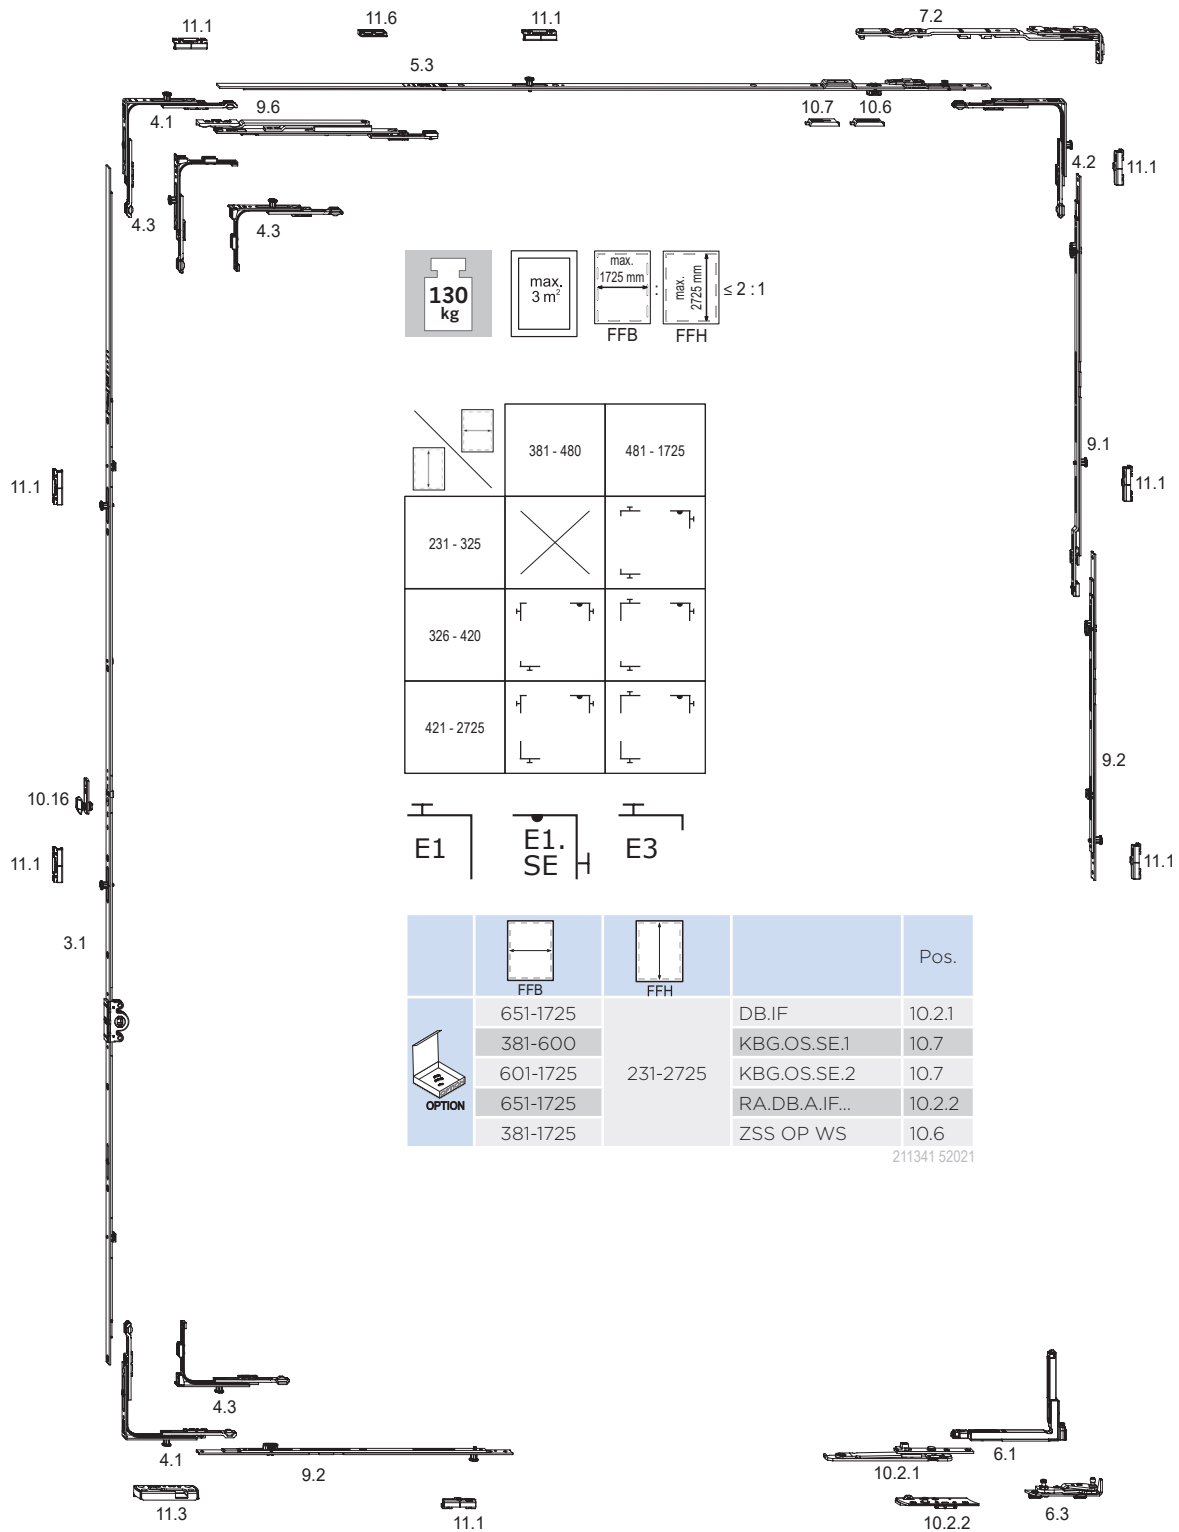 11.1
11.6
11.1
7.2
5.3
4.1
9.6
10.7
10.6
4.2
11.1
4.3
4.3
130
kg
max.
3 m²
max.
1725 mm
FFB
:
max.
2725 mm
FFH
≤ 2 : 1
381 - 480
481 - 1725
231 - 325
326 - 420
421 - 2725
9.1
11.1
11.1
9.2
10.16
11.1
11.1
E1
E1.
SE
E3
3.1
FFB
FFH
Pos.
OPTION
651-1725
DB.IF
10.2.1
381-600
KBG.OS.SE.1
10.7
601-1725
231-2725
KBG.OS.SE.2
10.7
651-1725
RA.DB.A.IF...
10.2.2
381-1725
ZSS OP WS
10.6
211341 52021
4.3
4.1
9.2
11.3
11.1
6.1
10.2.1
10.2.2
6.3